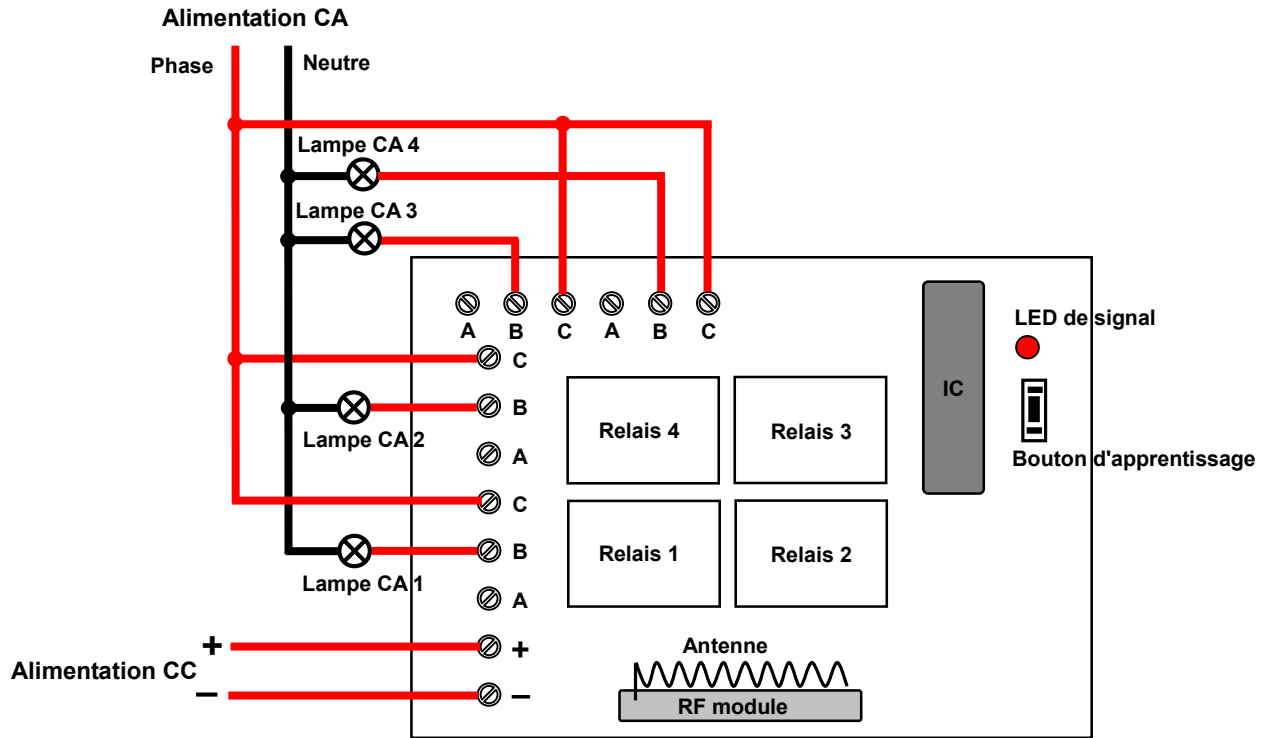 Alimentation CA
Phase
Neutre
Lampe CA 4
Lampe CA 3
A B C A B C
LED de signal
C
IC
Relais 4
Relais 3
B
Lampe CA 2
A
Bouton d'apprentissage
C
B
Relais 1
Relais 2
Lampe CA 1
A
+ +
Alimentation CC
– –
Antenne
RF module